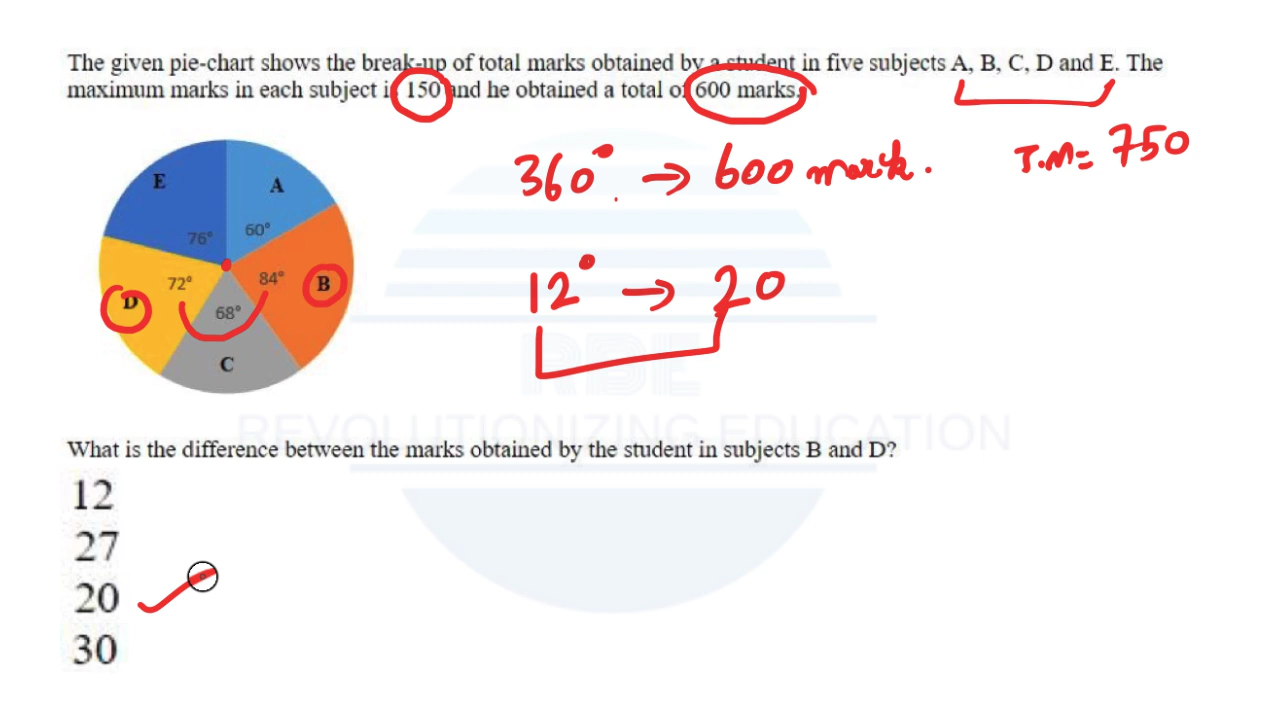 The given pie-chart shows the break-up of total marks obtained by a student in five subjects A, B, C, D and E. The
maximum marks in each subject is 150 and he obtained a total of 600 marks.
360° → 600 mark.
T.M = 750
E
A
76°
60°
12° → 20
72°
84°
B
D
68°
C
RBE
REVOLUTIONIZING EDUCATION
What is the difference between the marks obtained by the student in subjects B and D?
12
27
20
30